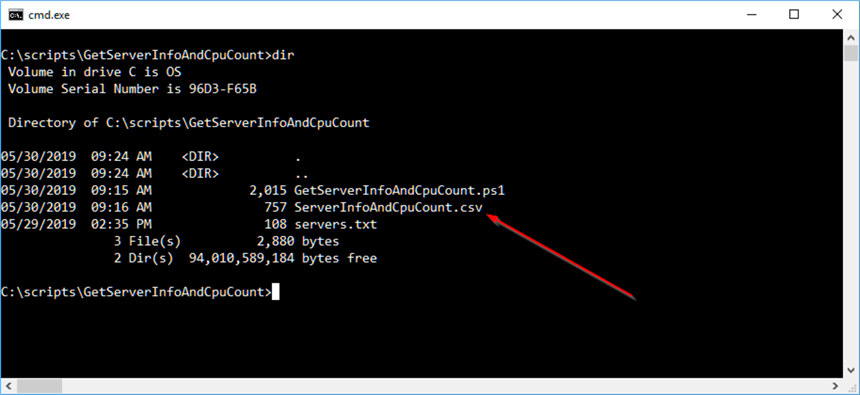 cmd.exe
C:\scripts\GetServerInfoAndCpuCount>dir
Volume in drive C is OS
Volume Serial Number is 96D3-F65B
Directory of C:\scripts\GetServerInfoAndCpuCount
05/30/2019  09:24 AM    <DIR>          .
05/30/2019  09:24 AM    <DIR>          ..
05/30/2019  09:15 AM             2,015 GetServerInfoAndCpuCount.ps1
05/30/2019  09:16 AM               757 ServerInfoAndCpuCount.csv
05/29/2019  02:35 PM               108 servers.txt
3 File(s)          2,880 bytes
2 Dir(s)  94,010,589,184 bytes free
C:\scripts\GetServerInfoAndCpuCount>